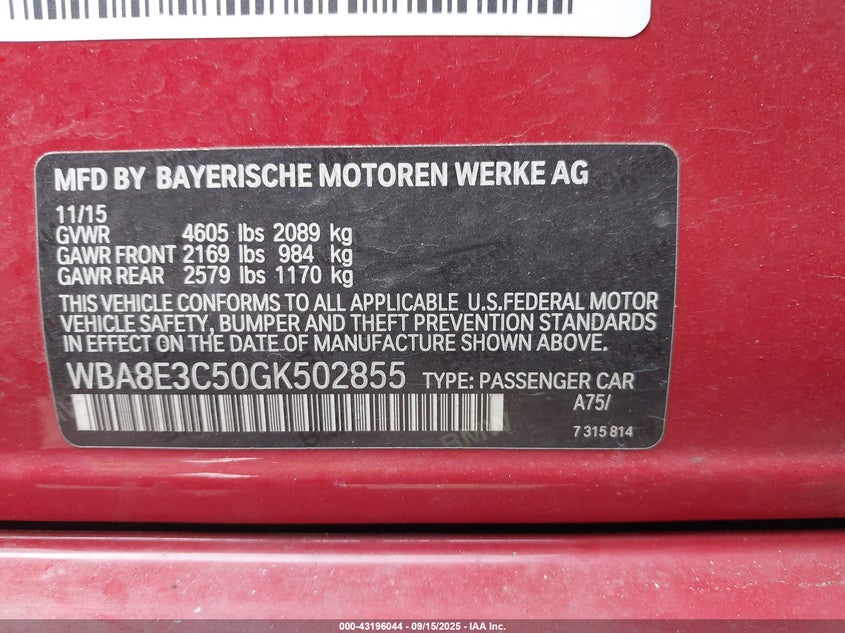 MFD BY BAYERISCHE MOTOREN WERKE AG
11/15
GVWR 4605 lbs 2089 kg
GAWR FRONT 2169 lbs 984 kg
GAWR REAR 2579 lbs 1170 kg
THIS VEHICLE CONFORMS TO ALL APPLICABLE U.S.FEDERAL MOTOR
VEHICLE SAFETY, BUMPER AND THEFT PREVENTION STANDARDS
IN EFFECT ON THE DATE OF MANUFACTURE SHOWN ABOVE.
WBA8E3C50GK502855 TYPE: PASSENGER CAR
A75/
7 315 814
000-43196044 - 09/15/2025 - IAA Inc.